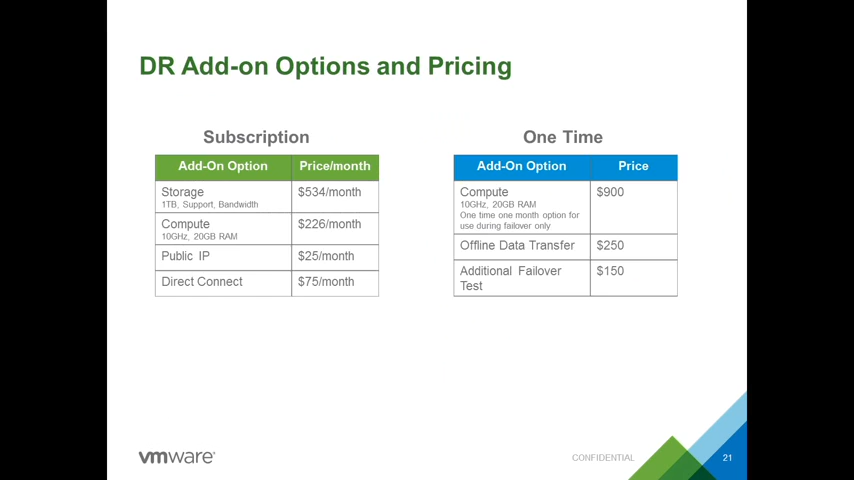 DR Add-on Options and Pricing
Subscription
Add-On Option Price/month
Storage $534/month
1TB, Support, Bandwidth
Compute $226/month
10GHz, 20GB RAM
Public IP $25/month
Direct Connect $75/month
One Time
Add-On Option Price
Compute $900
10GHz, 20GB RAM
One time one month option for
use during failover only
Offline Data Transfer $250
Additional Failover $150
Test
vmware
CONFIDENTIAL
21